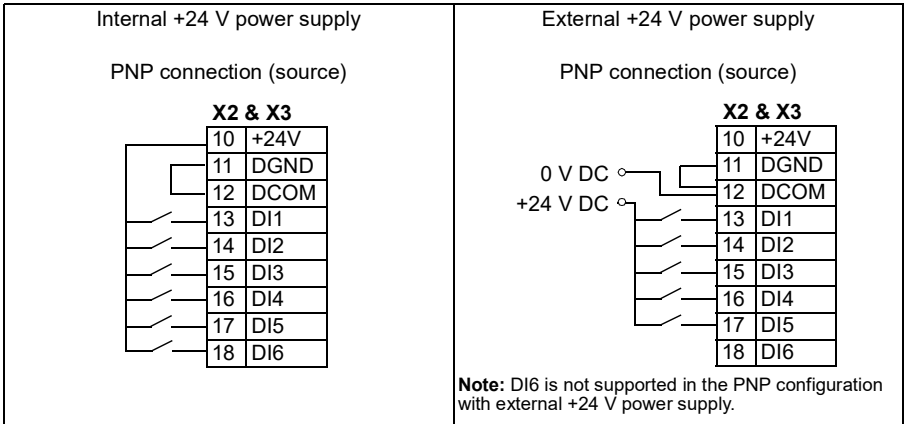 Internal +24 V power supply
PNP connection (source)
X2 & X3
10 +24V
11 DGND
12 DCOM
13 DI1
14 DI2
15 DI3
16 DI4
17 DI5
18 DI6
External +24 V power supply
PNP connection (source)
X2 & X3
10 +24V
11 DGND
0 V DC
12 DCOM
+24 V DC
13 DI1
14 DI2
15 DI3
16 DI4
17 DI5
18 DI6
Note: DI6 is not supported in the PNP configuration
with external +24 V power supply.